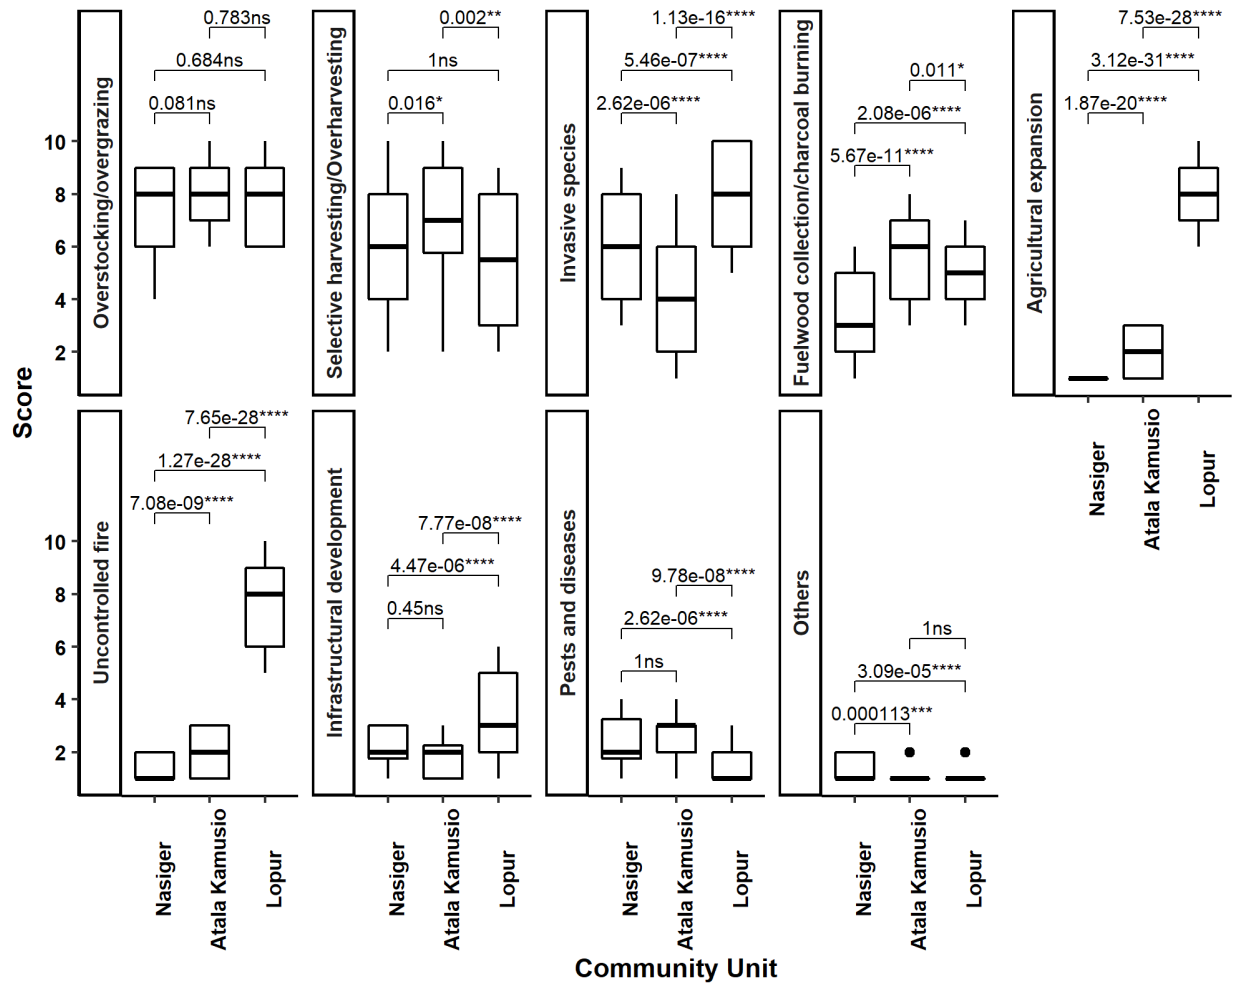 Score
Overstocking/overgrazing
0.783ns
0.684ns
0.081ns
10
8
6
4
2
Selective harvesting/Overharvesting
0.002**
1ns
0.016*
Invasive species
1.13e-16****
5.46e-07****
2.62e-06****
Fuelwood collection/charcoal burning
0.011*
2.08e-06****
5.67e-11****
Agricultural expansion
7.53e-28****
3.12e-31****
1.87e-20****
Nasiger
Atala Kamusio
Lopur
Uncontrolled fire
7.65e-28****
1.27e-28****
7.08e-09****
10
8
6
4
2
Nasiger
Atala Kamusio
Lopur
Infrastructural development
7.77e-08****
4.47e-06****
0.45ns
Nasiger
Atala Kamusio
Lopur
Pests and diseases
9.78e-08****
2.62e-06****
1ns
Nasiger
Atala Kamusio
Lopur
Others
1ns
3.09e-05****
0.000113***
Nasiger
Atala Kamusio
Lopur
Community Unit